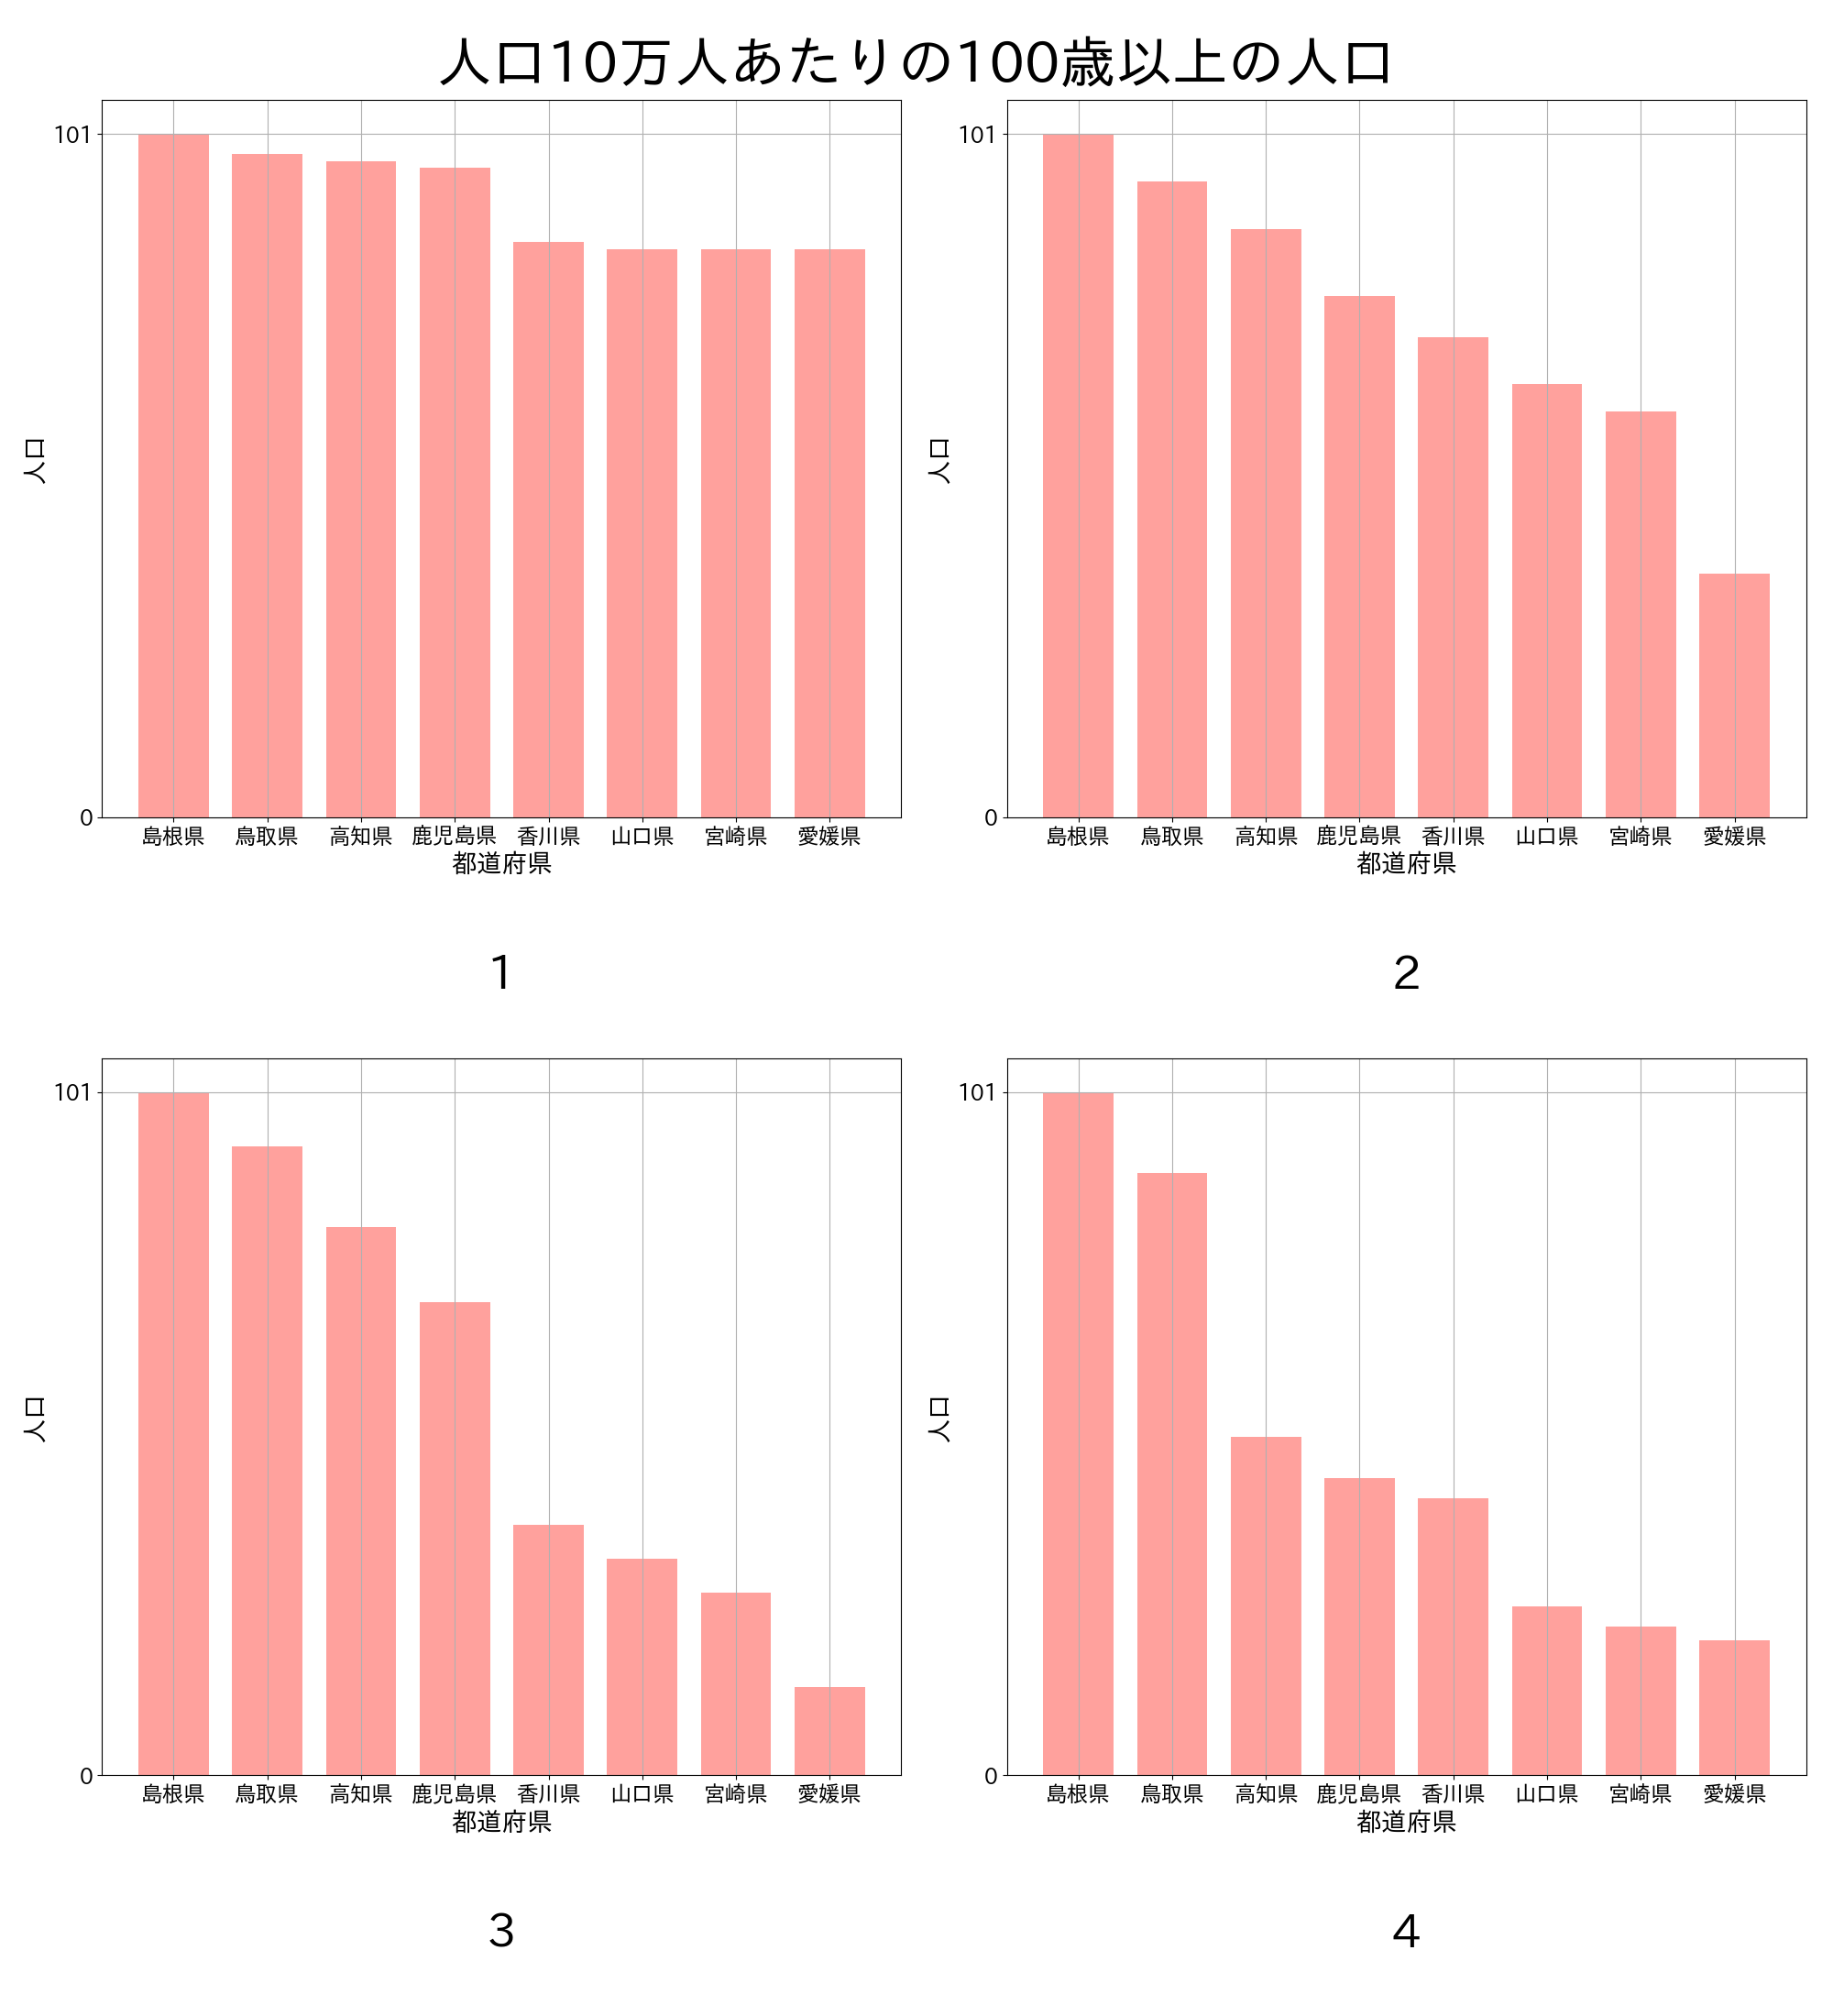 人口10万人あたりの100歳以上の人口
101
0
人口
島根県 鳥取県 高知県 鹿児島県 香川県 山口県 宮崎県 愛媛県
都道府県
1
101
0
人口
島根県 鳥取県 高知県 鹿児島県 香川県 山口県 宮崎県 愛媛県
都道府県
2
101
0
人口
島根県 鳥取県 高知県 鹿児島県 香川県 山口県 宮崎県 愛媛県
都道府県
3
101
0
人口
島根県 鳥取県 高知県 鹿児島県 香川県 山口県 宮崎県 愛媛県
都道府県
4